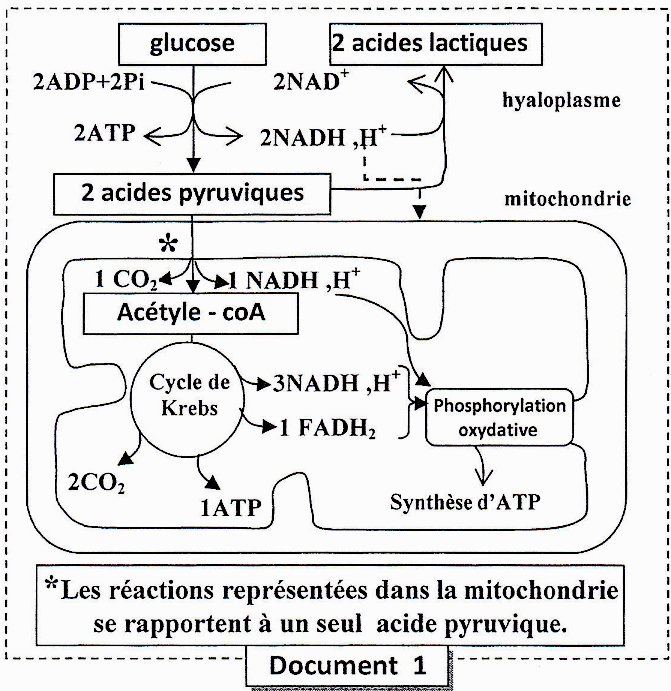 glucose
2 acides lactiques
2ADP+2Pi
2NAD⁺
hyaloplasme
2ATP
2NADH ,H⁺
2 acides pyruviques
mitochondrie
*
1 CO₂
1 NADH ,H⁺
Acétyle - coA
Cycle de
Krebs
3NADH ,H⁺
1 FADH₂
Phosphorylation
oxydative
2CO₂
1ATP
Synthèse d'ATP
*Les réactions représentées dans la mitochondrie
se rapportent à un seul acide pyruvique.
Document 1